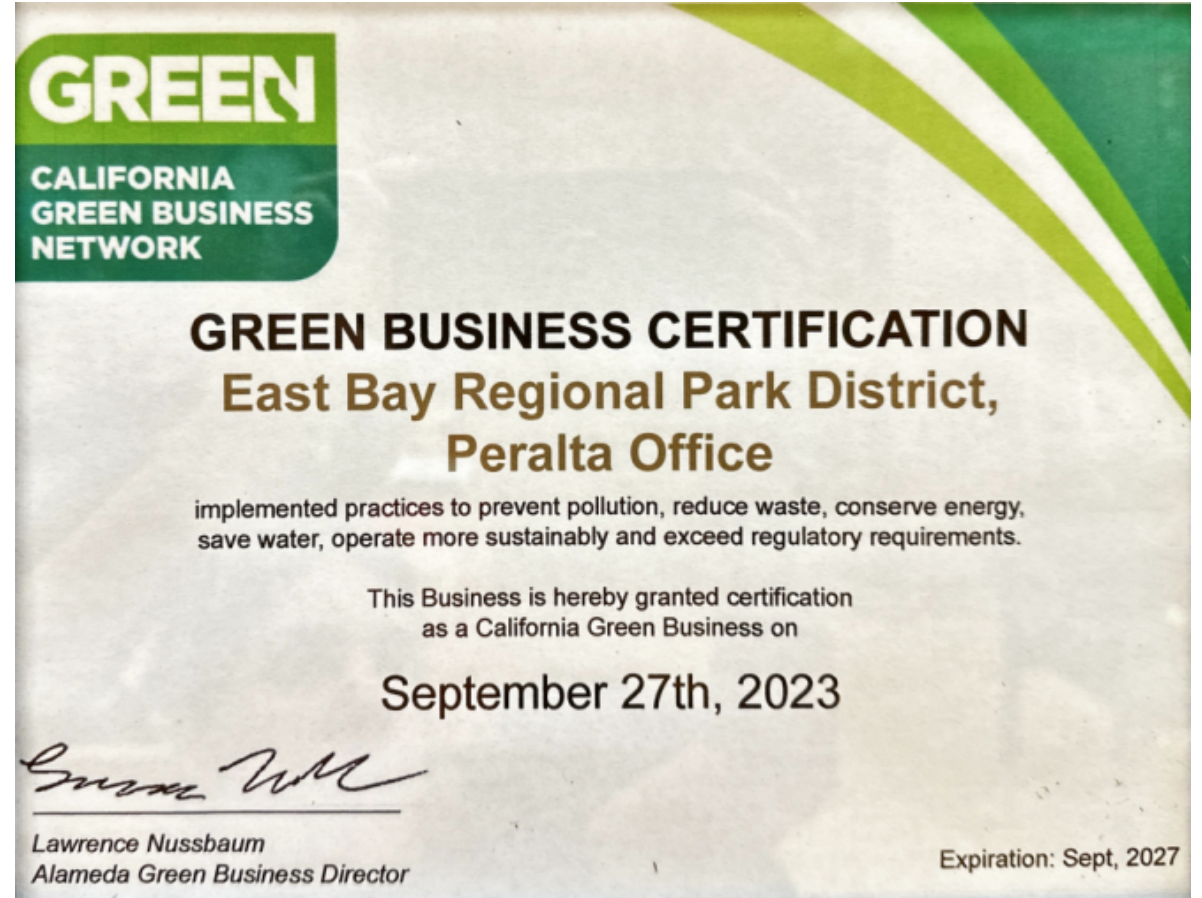 GREEN
CALIFORNIA
GREEN BUSINESS
NETWORK
GREEN BUSINESS CERTIFICATION
East Bay Regional Park District,
Peralta Office
implemented practices to prevent pollution, reduce waste, conserve energy,
save water, operate more sustainably and exceed regulatory requirements.
This Business is hereby granted certification
as a California Green Business on
September 27th, 2023
Lawrence Nussbaum
Alameda Green Business Director
Expiration: Sept, 2027